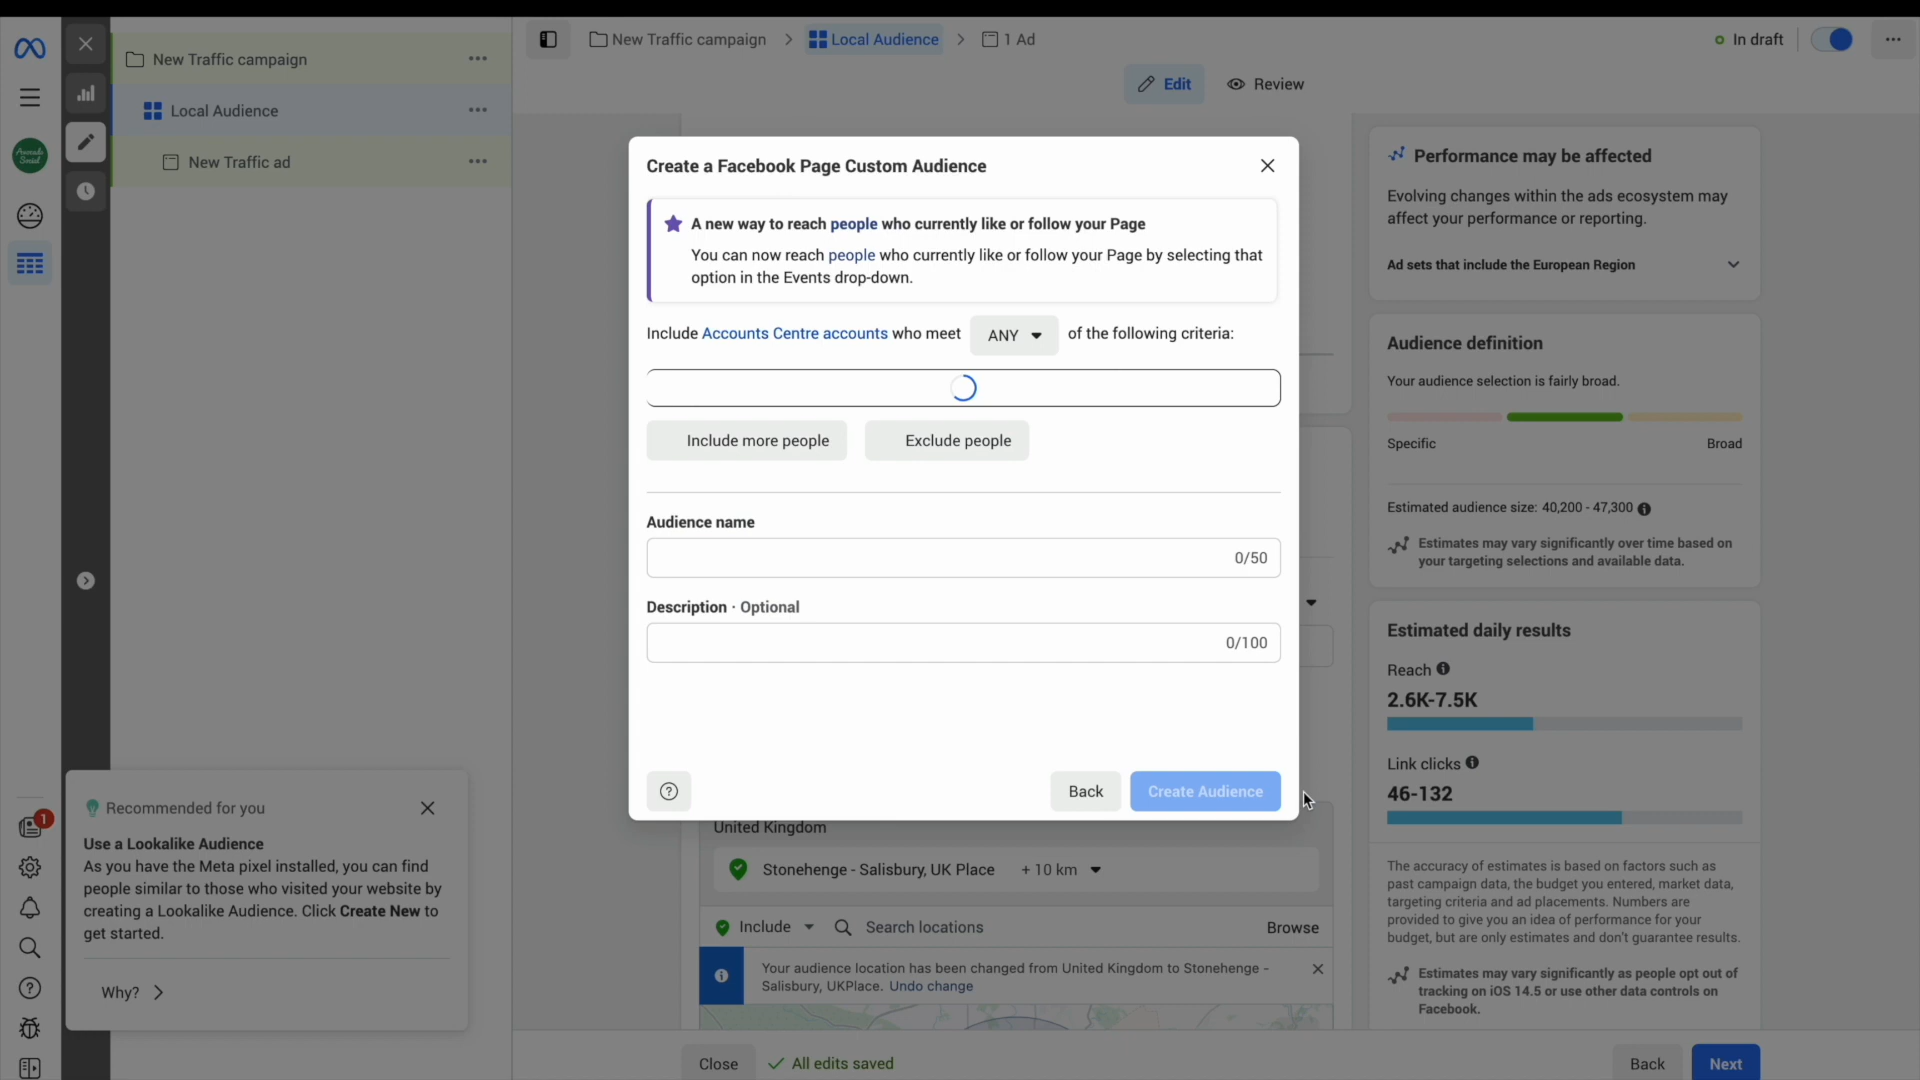 New Traffic campaign
Local Audience
New Traffic ad
New Traffic campaign
Local Audience
1 Ad
In draft
Edit
Review
Avocado
Social
Create a Facebook Page Custom Audience
A new way to reach people who currently like or follow your Page
You can now reach people who currently like or follow your Page by selecting that
option in the Events drop-down.
Include Accounts Centre accounts who meet ANY of the following criteria:
Include more people
Exclude people
Audience name
0/50
Description · Optional
0/100
Back
Create Audience
Performance may be affected
Evolving changes within the ads ecosystem may
affect your performance or reporting.
Ad sets that include the European Region
Audience definition
Your audience selection is fairly broad.
Specific
Broad
Estimated audience size: 40,200 - 47,300
Estimates may vary significantly over time based on
your targeting selections and available data.
Estimated daily results
Reach
2.6K-7.5K
Link clicks
46-132
The accuracy of estimates is based on factors such as
past campaign data, the budget you entered, market data,
targeting criteria and ad placements. Numbers are
provided to give you an idea of performance for your
budget, but are only estimates and don't guarantee results.
Estimates may vary significantly as people opt out of
tracking on iOS 14.5 or use other data controls on
Facebook.
1
Recommended for you
Use a Lookalike Audience
As you have the Meta pixel installed, you can find
people similar to those who visited your website by
creating a Lookalike Audience. Click Create New to
get started.
Why?
United Kingdom
Stonehenge - Salisbury, UK Place + 10 km
Include
Search locations
Browse
Your audience location has been changed from United Kingdom to Stonehenge -
Salisbury, UKPlace. Undo change
Close
All edits saved
Back
Next